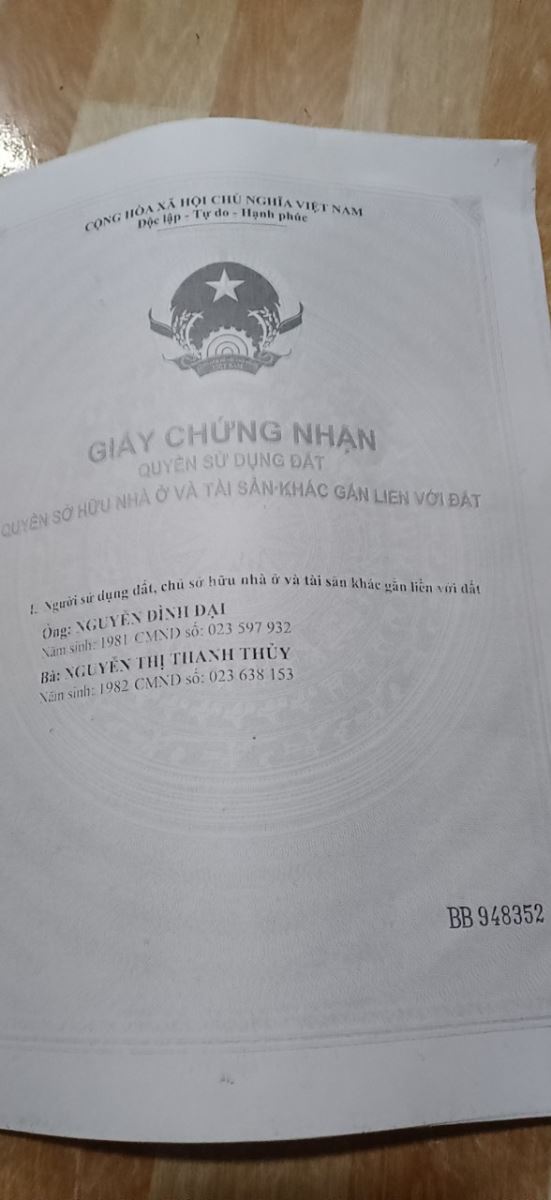 CỘNG HÒA XÃ HỘI CHỦ NGHĨA VIỆT NAM
Độc lập - Tự do - Hạnh phúc
VIỆT NAM
GIẤY CHỨNG NHẬN
QUYỀN SỬ DỤNG ĐẤT
QUYỀN SỞ HỮU NHÀ Ở VÀ TÀI SẢN KHÁC GẮN LIỀN VỚI ĐẤT
I. Người sử dụng đất, chủ sở hữu nhà ở và tài sản khác gắn liền với đất
Ông: NGUYỄN ĐÌNH ĐẠI
Năm sinh: 1981 CMND số: 023 597 932
Bà: NGUYỄN THỊ THANH THỦY
Năm sinh: 1982 CMND số: 023 638 153
BB 948352